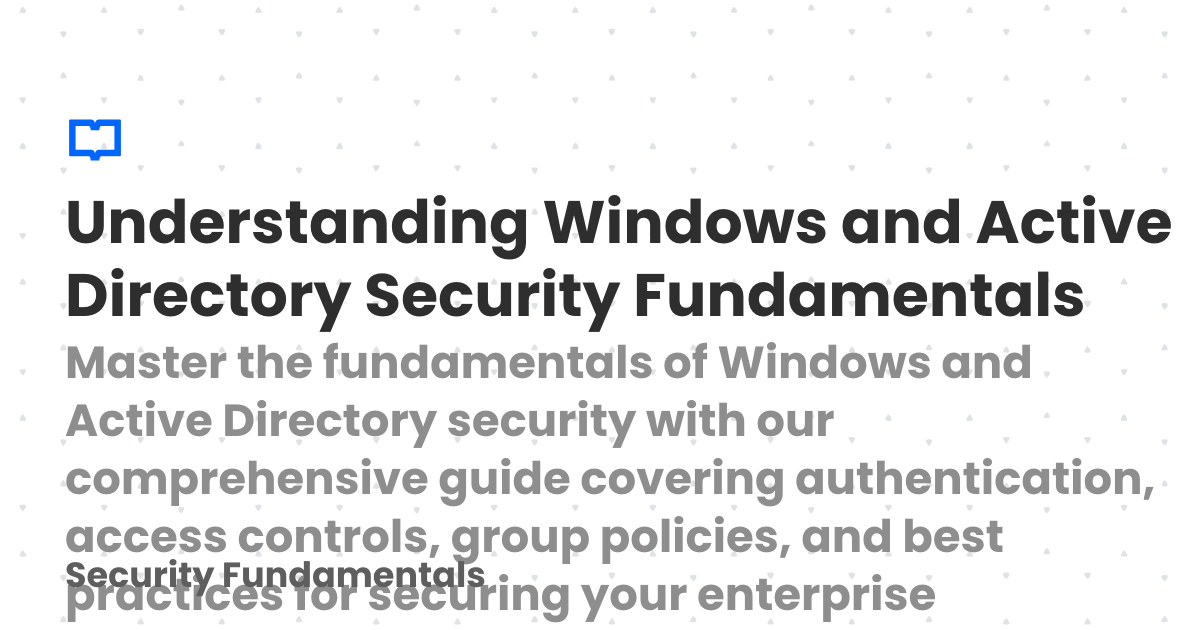 Understanding Windows and Active
Directory Security Fundamentals
Master the fundamentals of Windows and
Active Directory security with our
comprehensive guide covering authentication,
access controls, group policies, and best
Security Fundamentals
practices for securing your enterprise